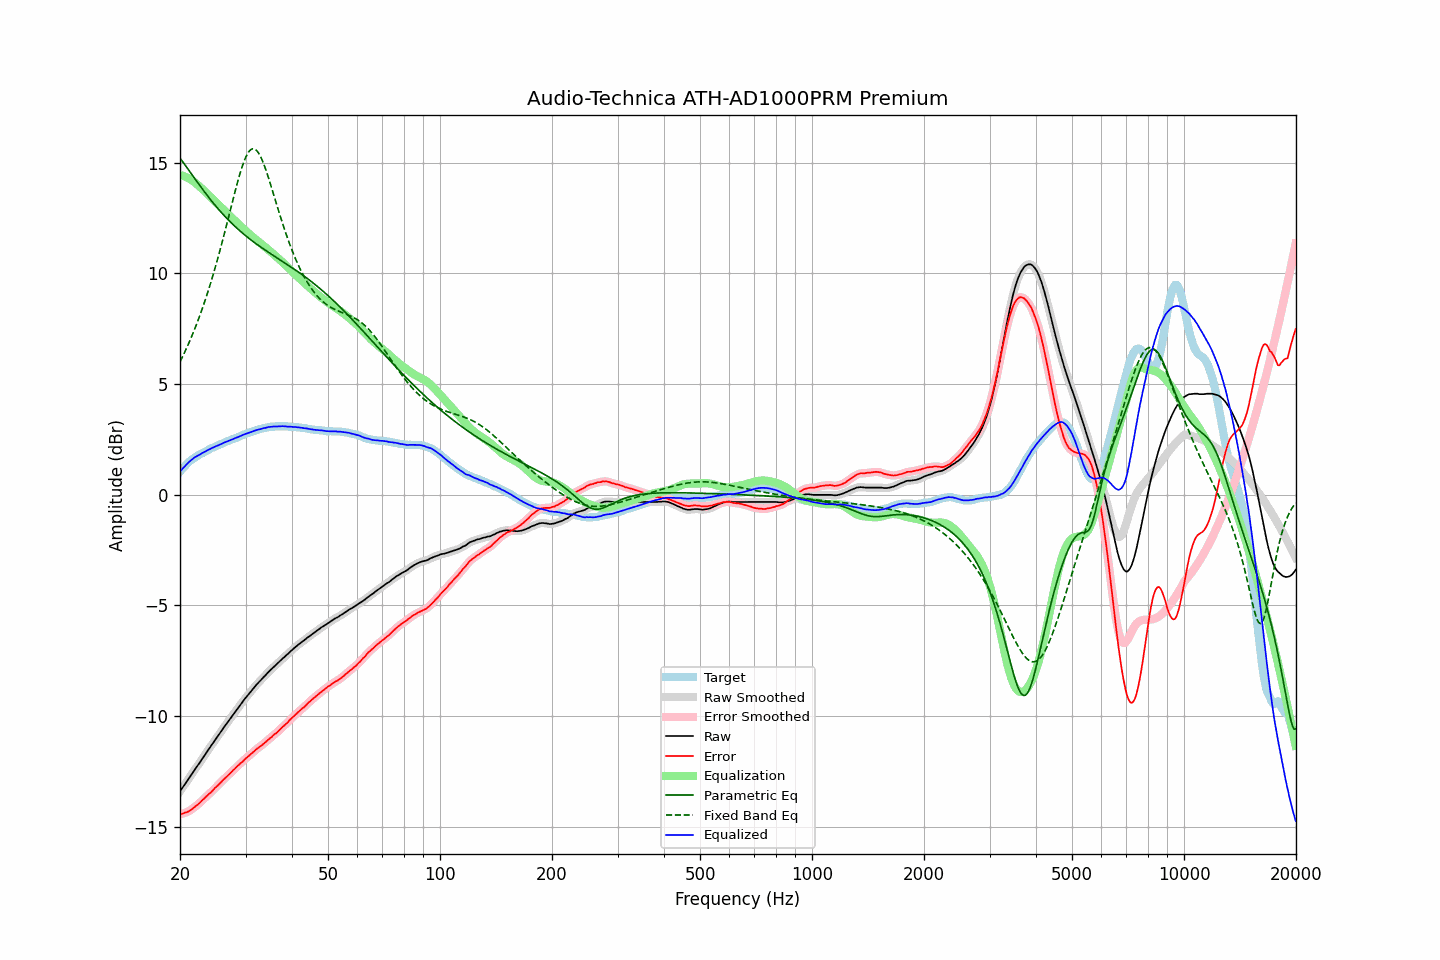 Audio-Technica ATH-AD1000PRM Premium
Amplitude (dBr)
15
10
5
0
−5
−10
−15
Target
Raw Smoothed
Error Smoothed
Raw
Error
Equalization
Parametric Eq
Fixed Band Eq
Equalized
20 50 100 200 500 1000 2000 5000 10000 20000
Frequency (Hz)